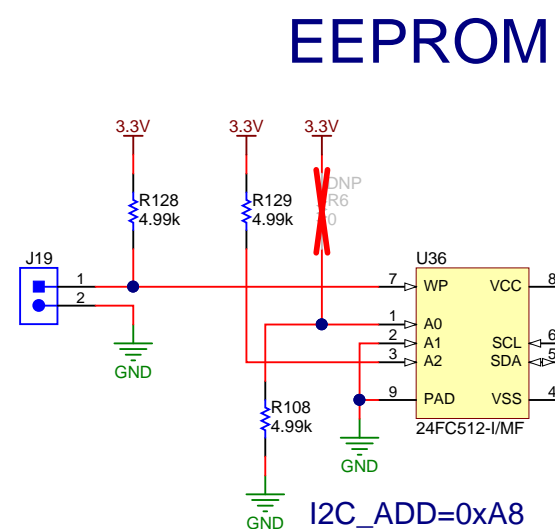 EEPROM
3.3V
3.3V
3.3V
R128
4.99k
R129
4.99k
DNP
R6
0
J19
1
2
GND
U36
7
WP
VCC
8
1
A0
2
A1
SCL
6
3
A2
SDA
5
9
PAD
VSS
4
24FC512-I/MF
R108
4.99k
GND
GND
I2C_ADD=0xA8